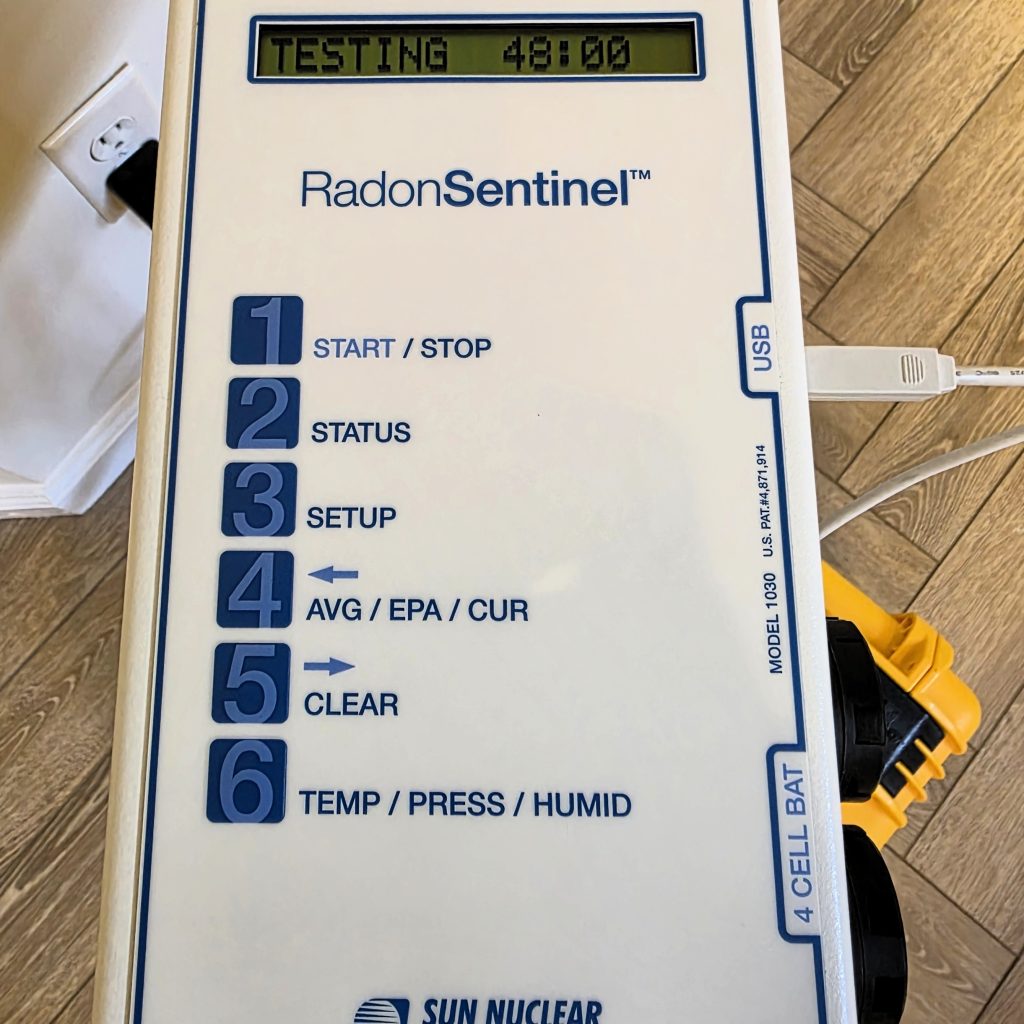 TESTING 48:00
RadonSentinel™
1 START / STOP
2 STATUS
3 SETUP
4 AVG / EPA / CUR
5 CLEAR
6 TEMP / PRESS / HUMID
USB
MODEL 1030 U.S. PAT.#4,871,914
4 CELL BAT
SUN NUCLEAR